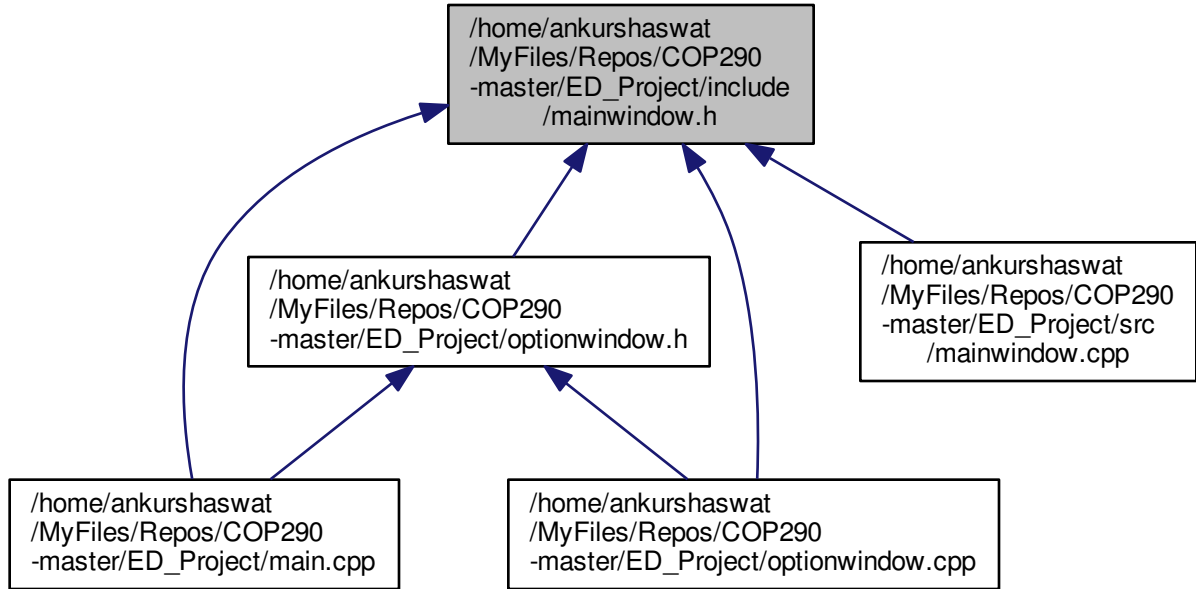 /home/ankurshaswat
/MyFiles/Repos/COP290
-master/ED_Project/include
/mainwindow.h
/home/ankurshaswat
/MyFiles/Repos/COP290
-master/ED_Project/optionwindow.h
/home/ankurshaswat
/MyFiles/Repos/COP290
-master/ED_Project/src
/mainwindow.cpp
/home/ankurshaswat
/MyFiles/Repos/COP290
-master/ED_Project/main.cpp
/home/ankurshaswat
/MyFiles/Repos/COP290
-master/ED_Project/optionwindow.cpp